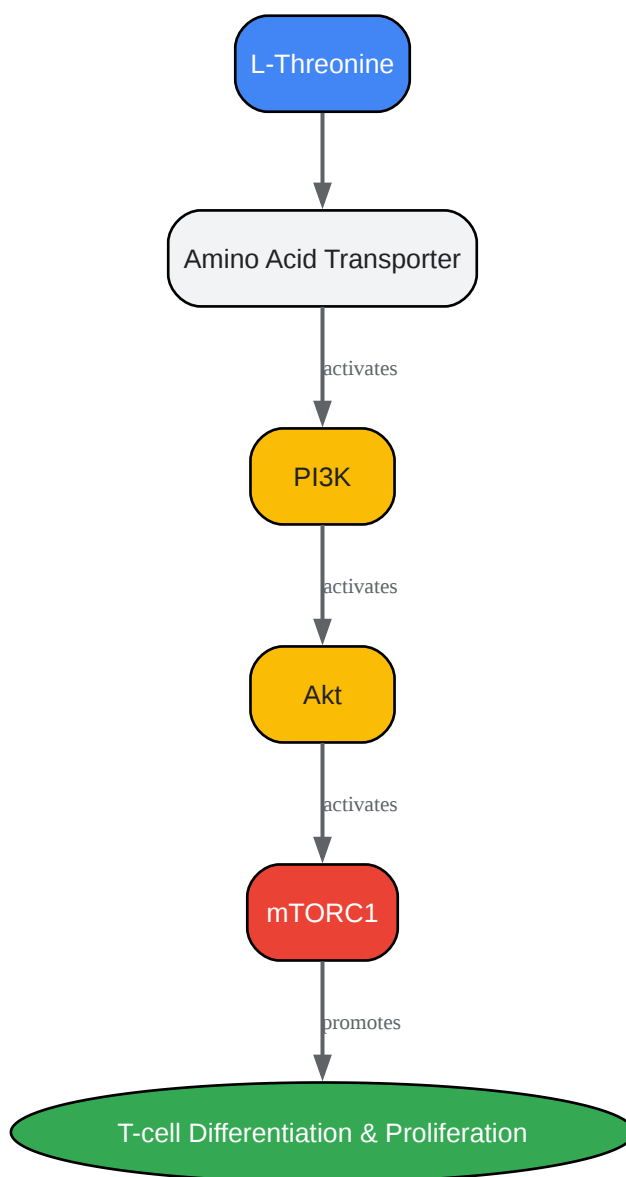 L-Threonine
Amino Acid Transporter
activates
PI3K
activates
Akt
activates
mTORC1
promotes
T-cell Differentiation & Proliferation